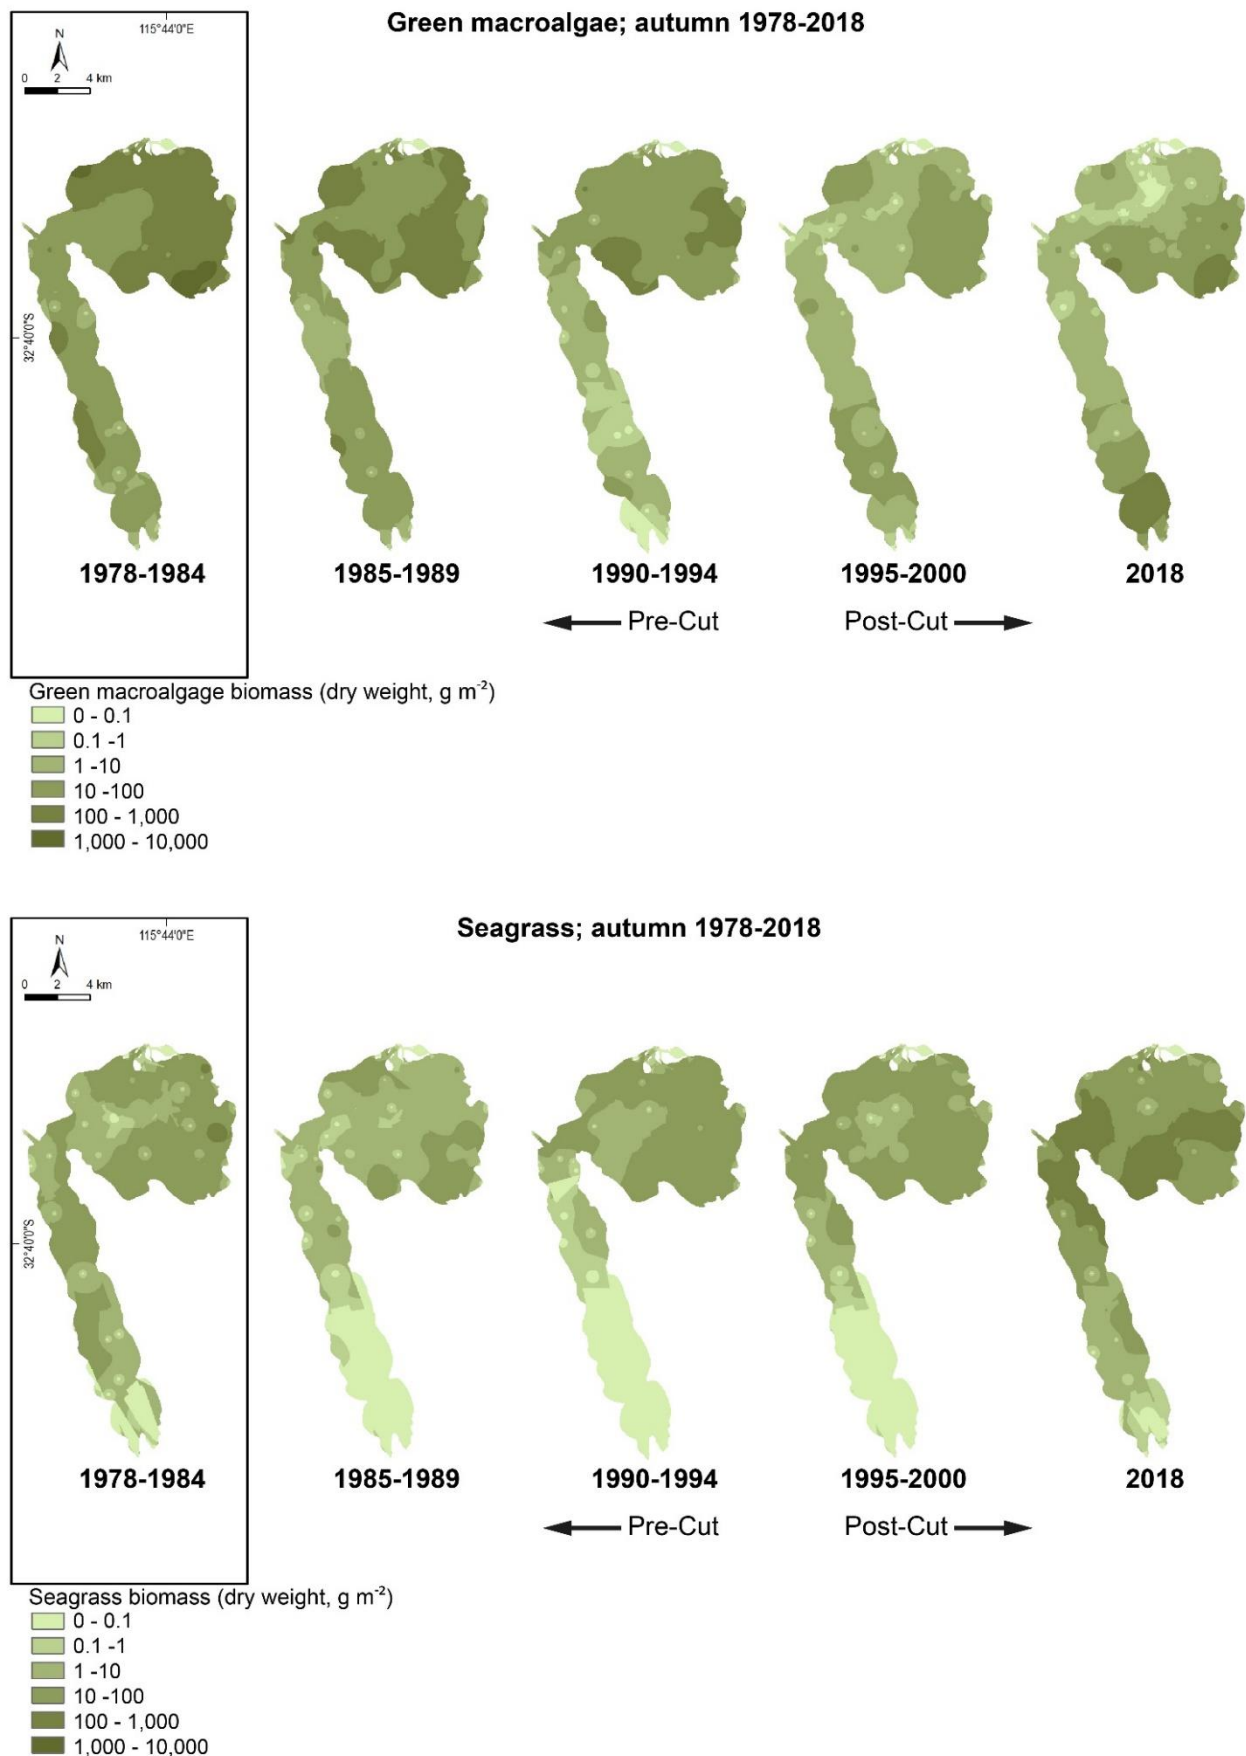 Green macroalgae; autumn 1978-2018
115°44'0"E
N
0 2 4 km
32°40'0"S
1978-1984 1985-1989 1990-1994 1995-2000 2018
Pre-Cut Post-Cut
Green macroalgage biomass (dry weight, g m⁻²)
0 - 0.1
0.1 -1
1 -10
10 -100
100 - 1,000
1,000 - 10,000
Seagrass; autumn 1978-2018
115°44'0"E
N
0 2 4 km
32°40'0"S
1978-1984 1985-1989 1990-1994 1995-2000 2018
Pre-Cut Post-Cut
Seagrass biomass (dry weight, g m⁻²)
0 - 0.1
0.1 -1
1 -10
10 -100
100 - 1,000
1,000 - 10,000